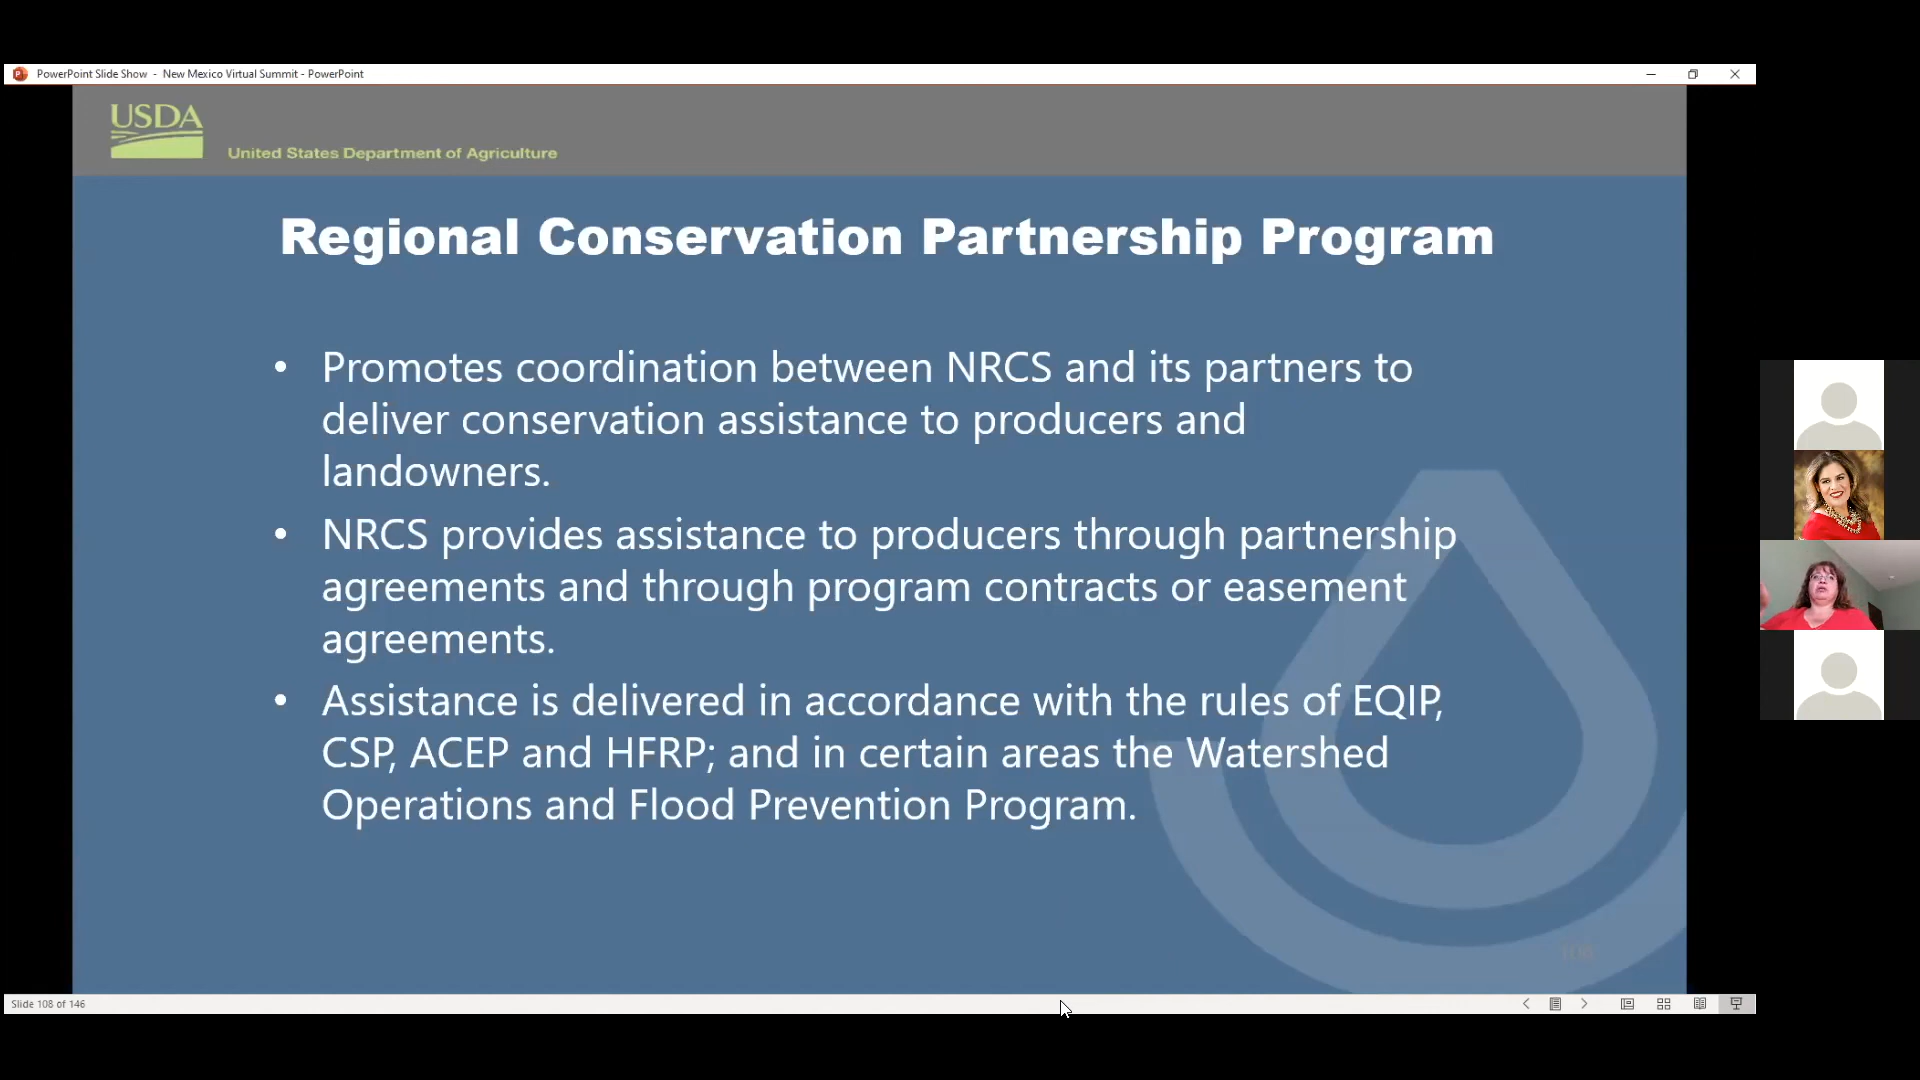 PowerPoint Slide Show - New Mexico Virtual Summit - PowerPoint
USDA
United States Department of Agriculture
Regional Conservation Partnership Program
• Promotes coordination between NRCS and its partners to
deliver conservation assistance to producers and
landowners.
• NRCS provides assistance to producers through partnership
agreements and through program contracts or easement
agreements.
• Assistance is delivered in accordance with the rules of EQIP,
CSP, ACEP and HFRP; and in certain areas the Watershed
Operations and Flood Prevention Program.
Slide 108 of 146